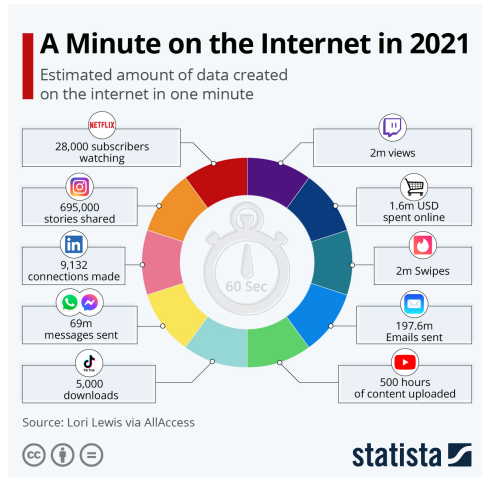 A Minute on the Internet in 2021
Estimated amount of data created
on the internet in one minute
NETFLIX
28,000 subscribers
watching
2m views
695,000
stories shared
1.6m USD
spent online
in
9,132
connections made
2m Swipes
60 Sec
69m
messages sent
197.6m
Emails sent
TikTok
5,000
downloads
500 hours
of content uploaded
Source: Lori Lewis via AllAccess
cc
statista